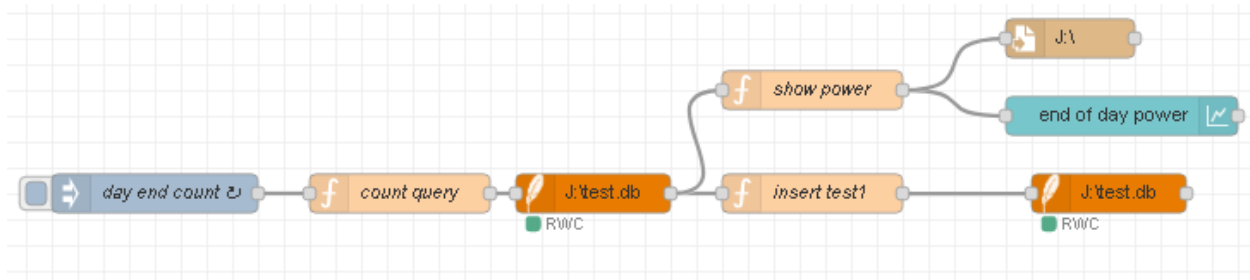 J:\
show power
end of day power
day end count ↻
count query
J:\test.db
insert test1
J:\test.db
RWC
RWC